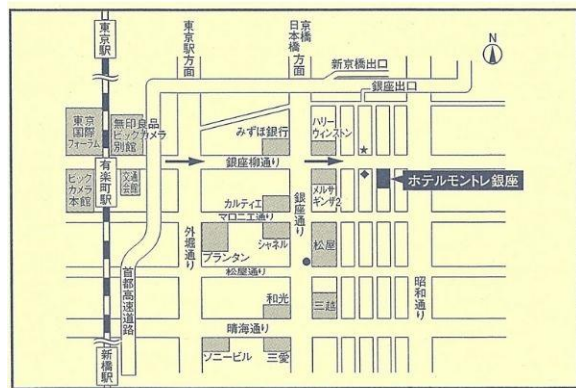 東京駅
東京駅方面
京橋
日本橋
方面
N
新京橋出口
銀座出口
東京国際フォーラム
無印良品
ビックカメラ
別館
みずほ銀行
ハリー
ウィンストン
有楽町駅
銀座柳通り
ビックカメラ
本館
交通会館
カルティエ
メルサ
ギンザ2
ホテルモントレ銀座
マロニエ通り
銀座通り
外堀通り
プランタン
シャネル
松屋
松屋通り
首都高速道路
昭和通り
和光
三越
晴海通り
新橋駅
ソニービル
三愛